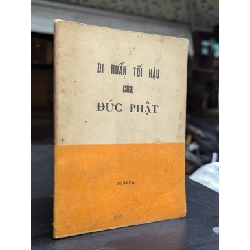 DI HUẤN TỐI HẬU
CỦA
ĐỨC PHẬT